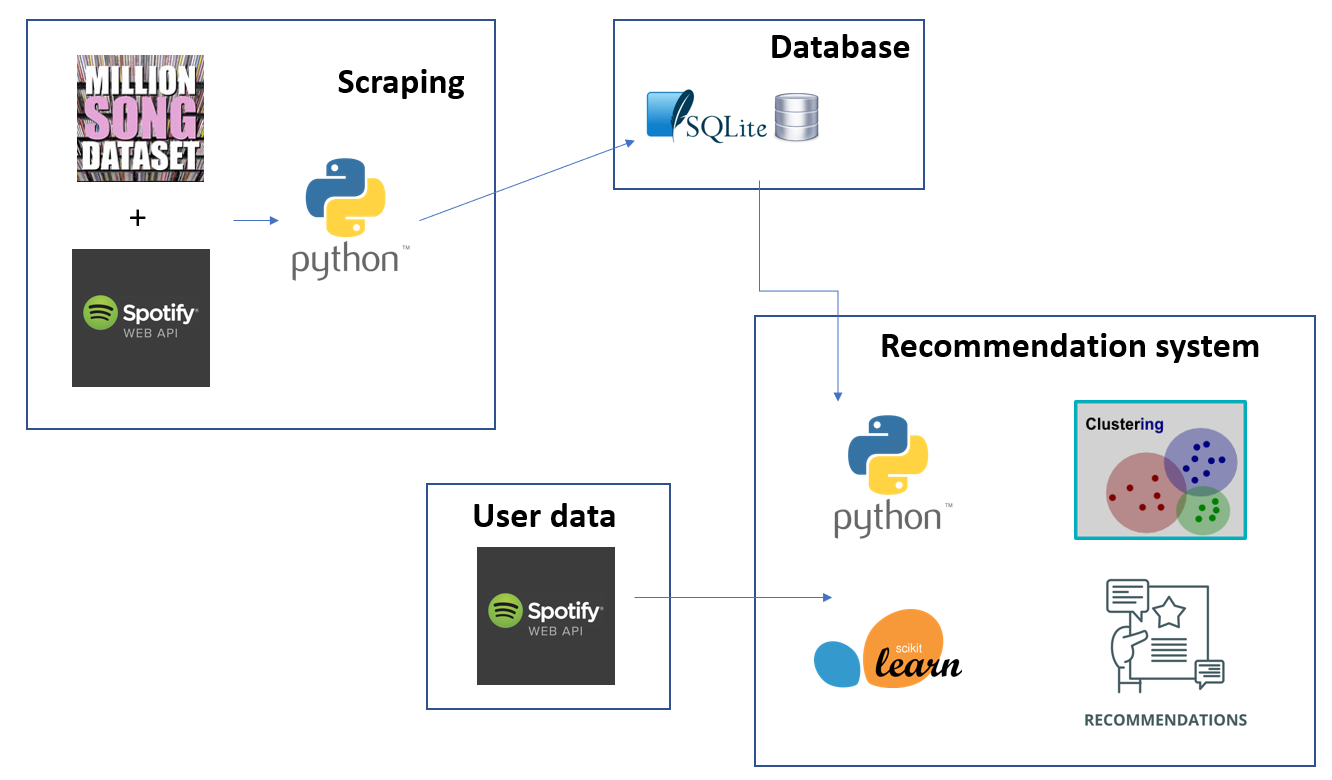 Scraping
MILLION
SONG
DATASET
+
Spotify®
WEB API
python™
Database
SQLite
Recommendation system
python™
Clustering
scikit
learn
RECOMMENDATIONS
User data
Spotify®
WEB API